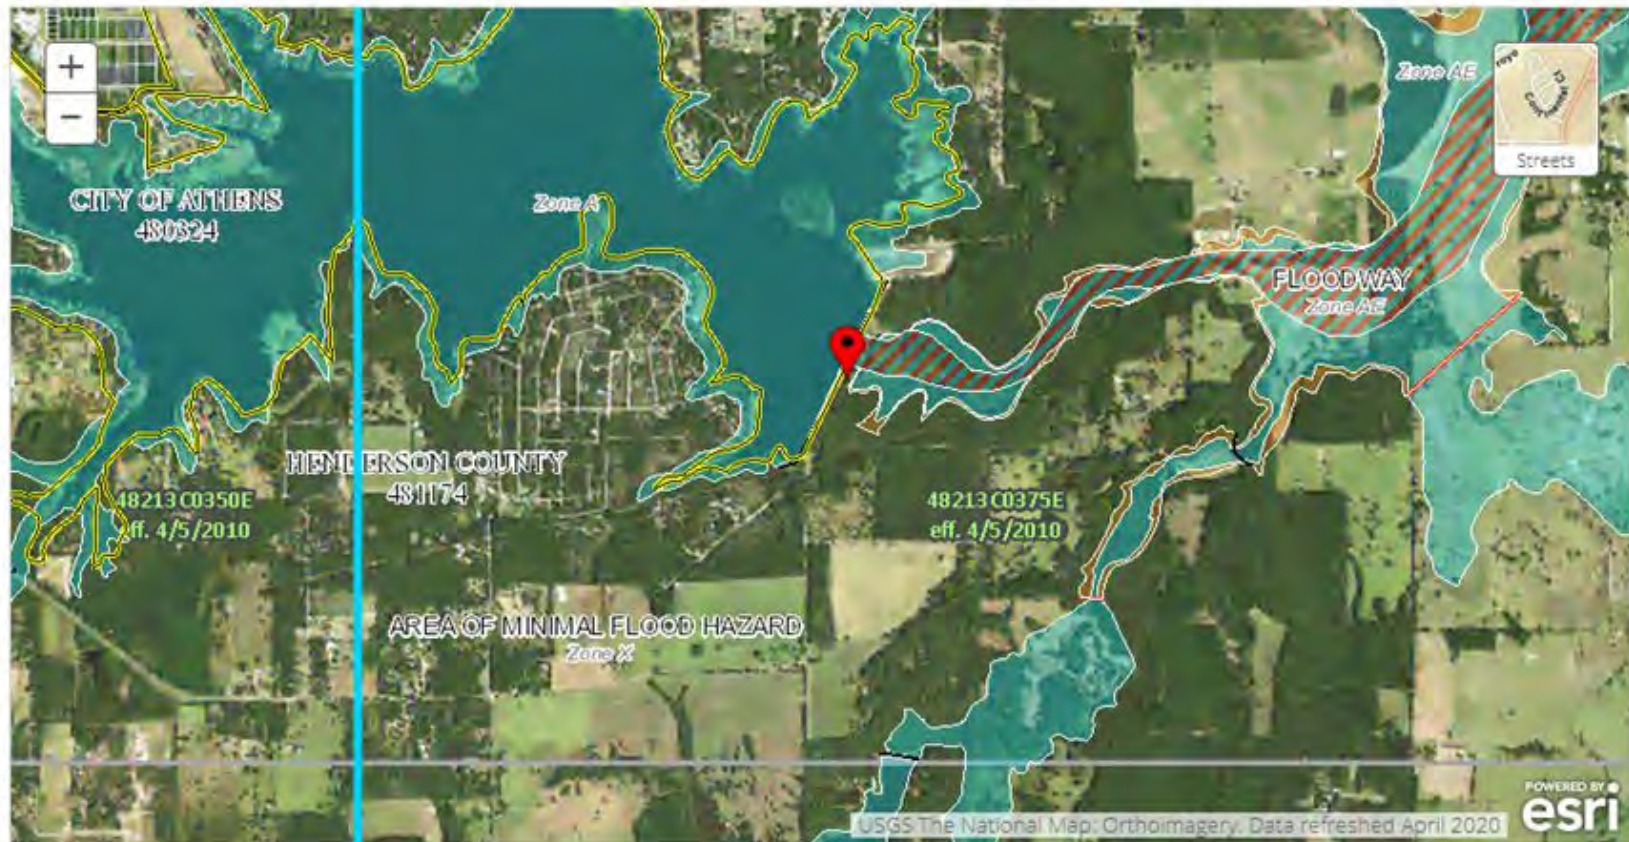 +
−
Zone AE
Streets
CITY OF ATHENS
480324
Zone A
FLOODWAY
Zone AE
HENDERSON COUNTY
481174
48213C0350E
eff. 4/5/2010
48213C0375E
eff. 4/5/2010
AREA OF MINIMAL FLOOD HAZARD
Zone X
POWERED BY
esri
USGS The National Map: Orthoimagery. Data refreshed April 2020